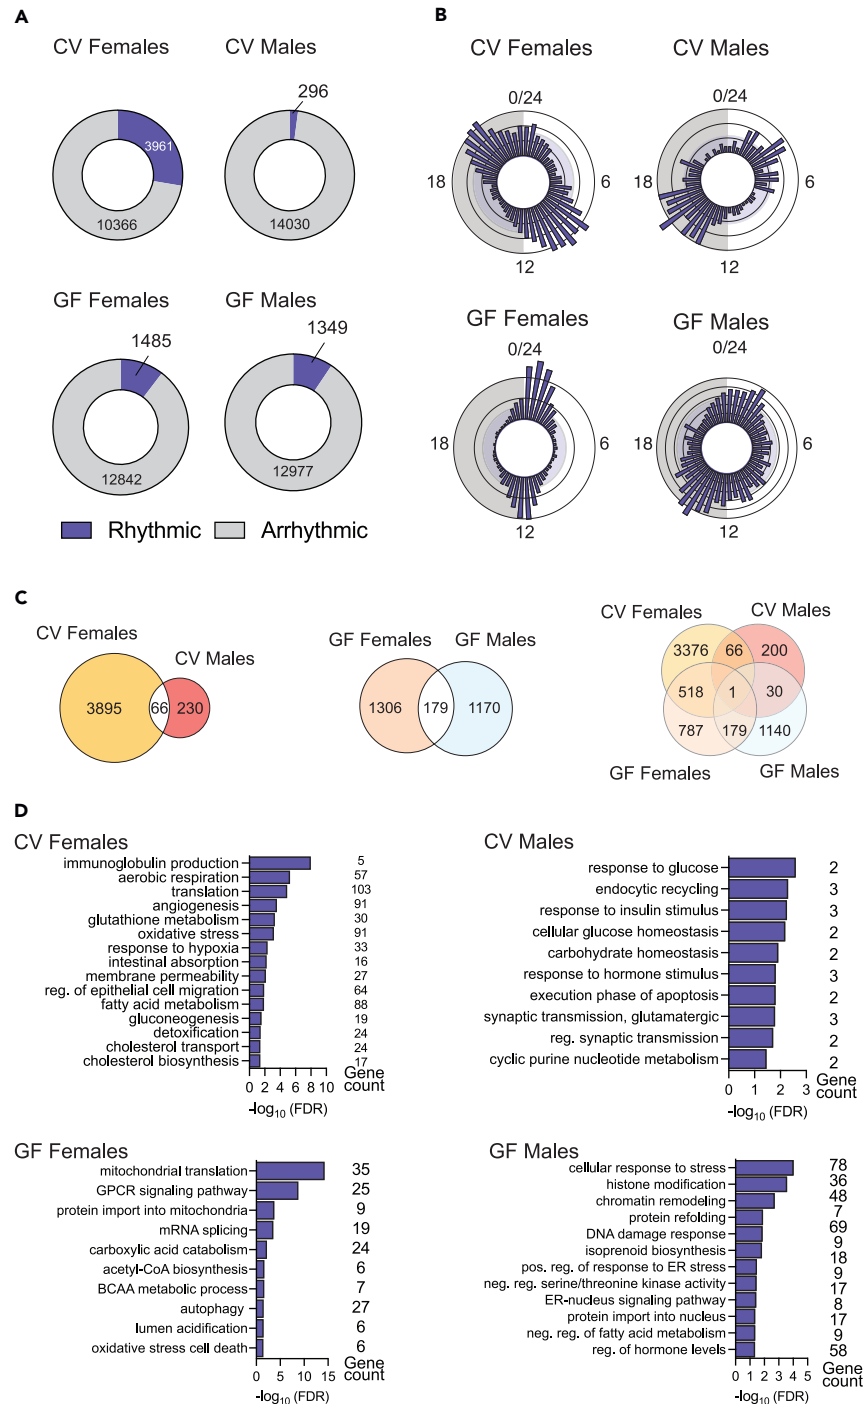 A
CV Females
CV Males
296
3961
10366
14030
GF Females
GF Males
1485
1349
12842
12977
Rhythmic
Arrhythmic
B
CV Females
CV Males
0/24
0/24
18
6
18
6
12
12
GF Females
GF Males
0/24
0/24
18
6
18
6
12
12
C
CV Females
CV Males
3895
66
230
GF Females
GF Males
1306
179
1170
CV Females
CV Males
3376
66
200
518
1
30
787
179
1140
GF Females
GF Males
D
CV Females
immunoglobulin production 5
aerobic respiration 57
translation 103
angiogenesis 91
glutathione metabolism 30
oxidative stress 91
response to hypoxia 33
intestinal absorption 16
membrane permeability 27
reg. of epithelial cell migration 64
fatty acid metabolism 88
gluconeogenesis 19
detoxification 24
cholesterol transport 24
cholesterol biosynthesis 17
0 2 4 6 8 10
Gene
count
-log10 (FDR)
CV Males
response to glucose 2
endocytic recycling 3
response to insulin stimulus 3
cellular glucose homeostasis 2
carbohydrate homeostasis 2
response to hormone stimulus 3
execution phase of apoptosis 2
synaptic transmission, glutamatergic 3
reg. synaptic transmission 2
cyclic purine nucleotide metabolism 2
0 1 2 3
Gene
count
-log10 (FDR)
GF Females
mitochondrial translation 35
GPCR signaling pathway 25
protein import into mitochondria 9
mRNA splicing 19
carboxylic acid catabolism 24
acetyl-CoA biosynthesis 6
BCAA metabolic process 7
autophagy 27
lumen acidification 6
oxidative stress cell death 6
0 5 10 15
Gene
count
-log10 (FDR)
GF Males
cellular response to stress 78
histone modification 36
chromatin remodeling 48
protein refolding 7
DNA damage response 69
isoprenoid biosynthesis 9
pos. reg. of response to ER stress 18
neg. reg. serine/threonine kinase activity 9
ER-nucleus signaling pathway 17
protein import into nucleus 8
neg. reg. of fatty acid metabolism 17
reg. of hormone levels 9
58
0 1 2 3 4 5
Gene
count
-log10 (FDR)